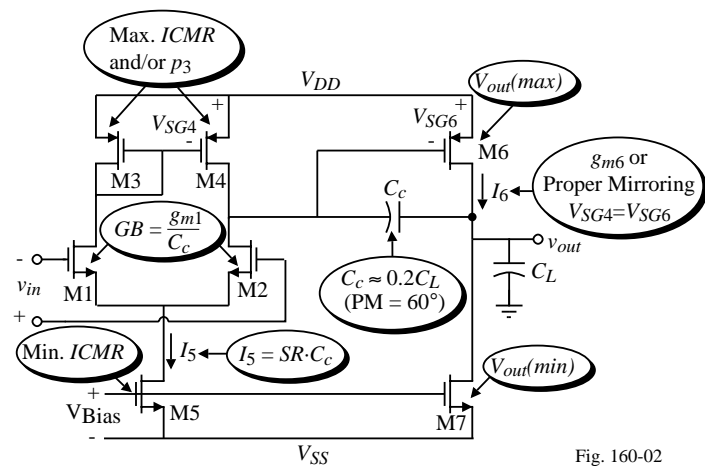 Max. ICMR
and/or p3
VDD
Vout(max)
+
VSG4
-
+
VSG6
-
M6
M3
M4
I6
gm6 or
Proper Mirroring
VSG4=VSG6
Cc
GB = gm1
Cc
-
vin
+
M1
M2
vout
CL
Cc ≈ 0.2CL
(PM = 60°)
Min. ICMR
I5
I5 = SR·Cc
Vout(min)
+
VBias
-
M5
M7
VSS
Fig. 160-02